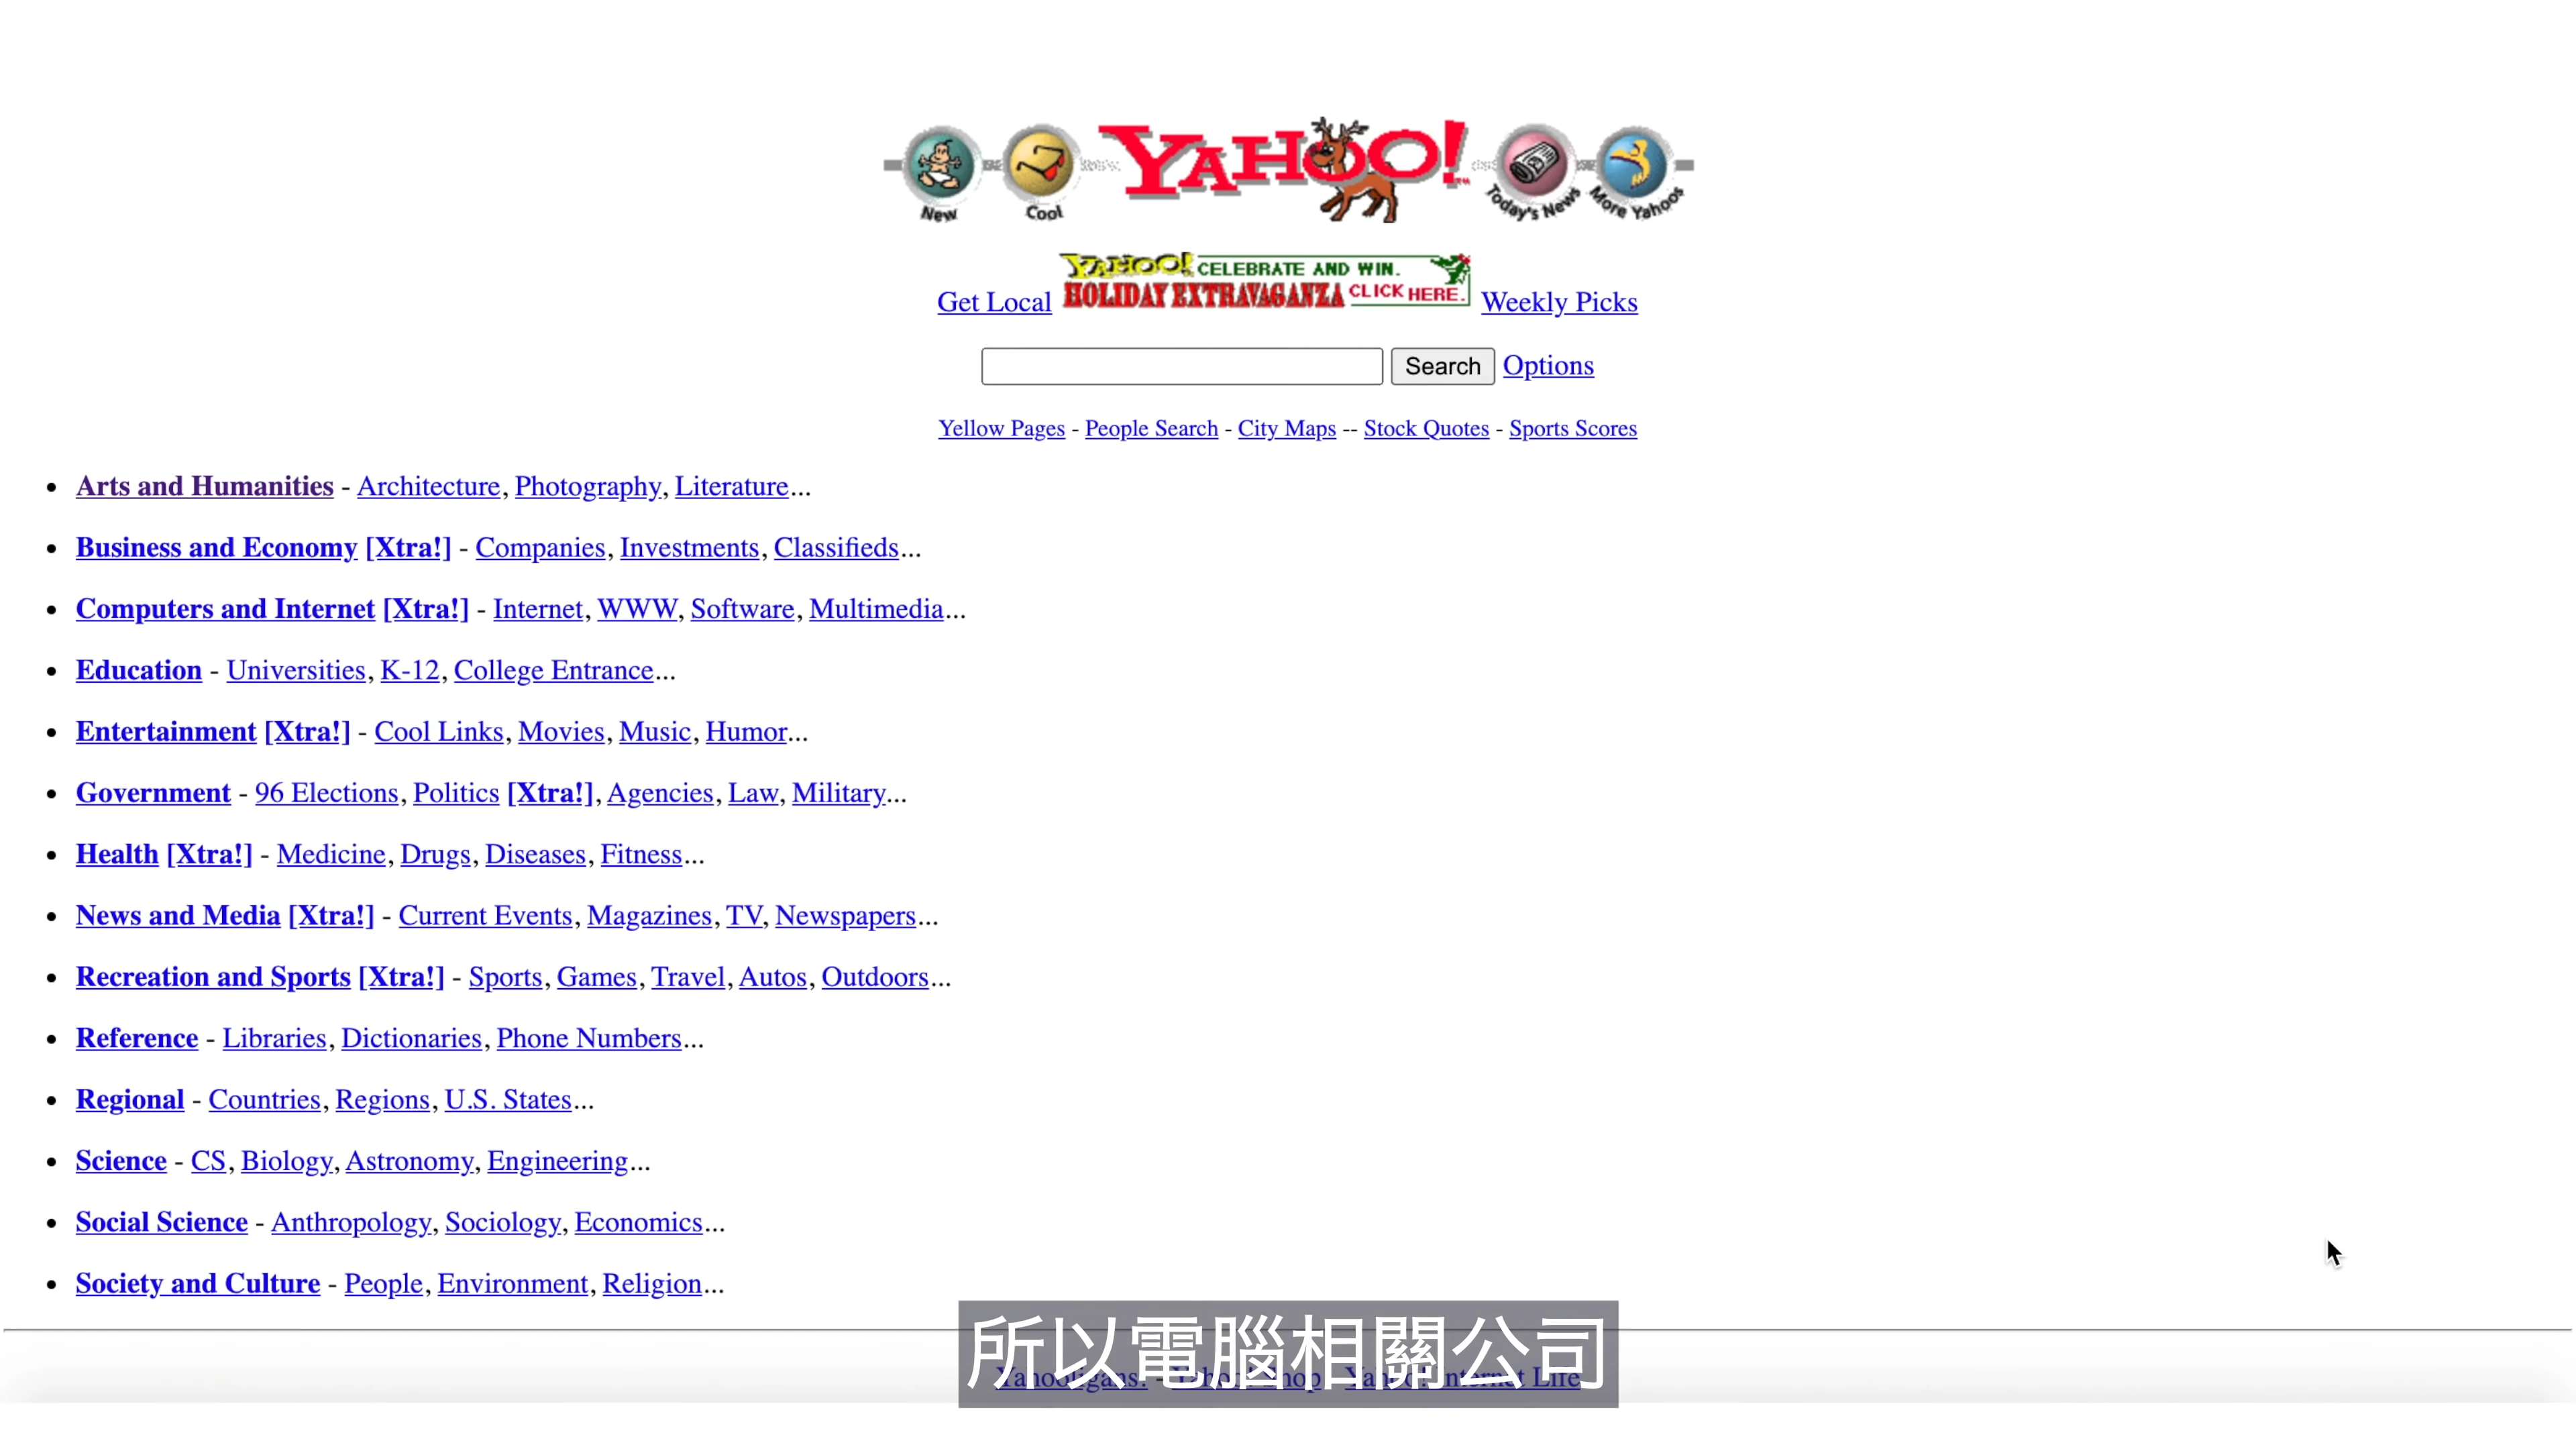 New Cool YAHOO! Today's News More Yahoos
YAHOO! CELEBRATE AND WIN.
Get Local HOLIDAY EXTRAVAGANZA CLICK HERE. Weekly Picks
Search Options
Yellow Pages - People Search - City Maps -- Stock Quotes - Sports Scores
• Arts and Humanities - Architecture, Photography, Literature...
• Business and Economy [Xtra!] - Companies, Investments, Classifieds...
• Computers and Internet [Xtra!] - Internet, WWW, Software, Multimedia...
• Education - Universities, K-12, College Entrance...
• Entertainment [Xtra!] - Cool Links, Movies, Music, Humor...
• Government - 96 Elections, Politics [Xtra!], Agencies, Law, Military...
• Health [Xtra!] - Medicine, Drugs, Diseases, Fitness...
• News and Media [Xtra!] - Current Events, Magazines, TV, Newspapers...
• Recreation and Sports [Xtra!] - Sports, Games, Travel, Autos, Outdoors...
• Reference - Libraries, Dictionaries, Phone Numbers...
• Regional - Countries, Regions, U.S. States...
• Science - CS, Biology, Astronomy, Engineering...
• Social Science - Anthropology, Sociology, Economics...
• Society and Culture - People, Environment, Religion...
所以電腦相關公司